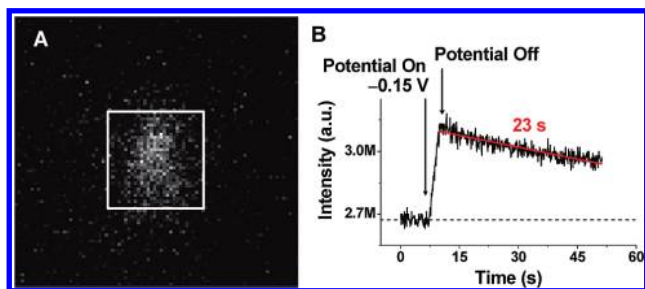 A
B
Potential Off
Potential On
−0.15 V
23 s
Intensity (a.u.)
3.0M
2.7M
0 15 30 45 60
Time (s)